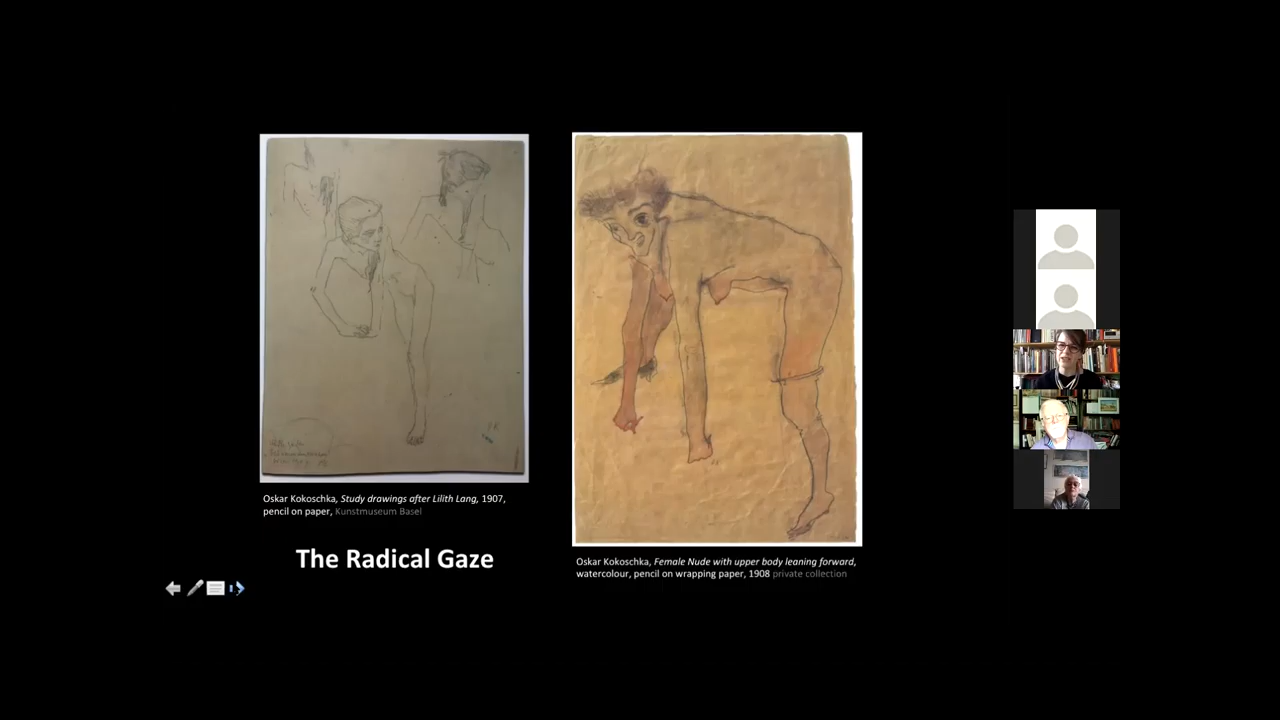 Oskar Kokoschka, Study drawings after Lilith Lang, 1907,
pencil on paper, Kunstmuseum Basel
The Radical Gaze
Oskar Kokoschka, Female Nude with upper body leaning forward,
watercolour, pencil on wrapping paper, 1908 private collection